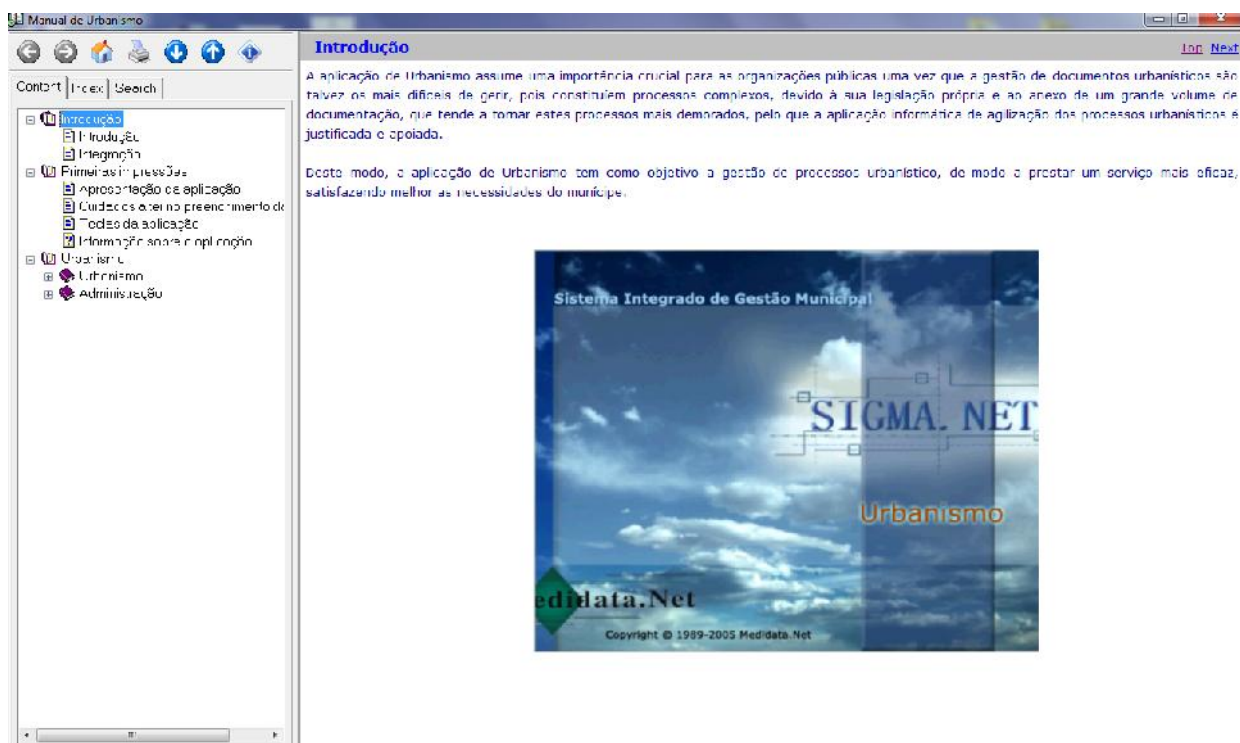 Manual de Urbanismo
Content Index Search
Introdução
Introdução
Integração
Primeiras impressões
Apresentação da aplicação
Cuidados a ter no preenchimento de
Teclas da aplicação
Informação sobre a aplicação
Urbanismo
Urbanismo
Administração
Introdução
Top Next
A aplicação de Urbanismo assume uma importância crucial para as organizações públicas uma vez que a gestão de documentos urbanísticos são
talvez os mais difíceis de gerir, pois constituem processos complexos, devido à sua legislação própria e ao anexo de um grande volume de
documentação, que tende a tornar estes processos mais demorados, pelo que a aplicação informática de agilização dos processos urbanísticos é
justificada e apoiada.
Deste modo, a aplicação de Urbanismo tem como objetivo a gestão de processos urbanístico, de modo a prestar um serviço mais eficaz,
satisfazendo melhor as necessidades do munícipe.
Sistema Integrado de Gestão Municipal
SIGMA. NET
Urbanismo
edidata.Net
Copyright © 1989-2005 Medidata.Net